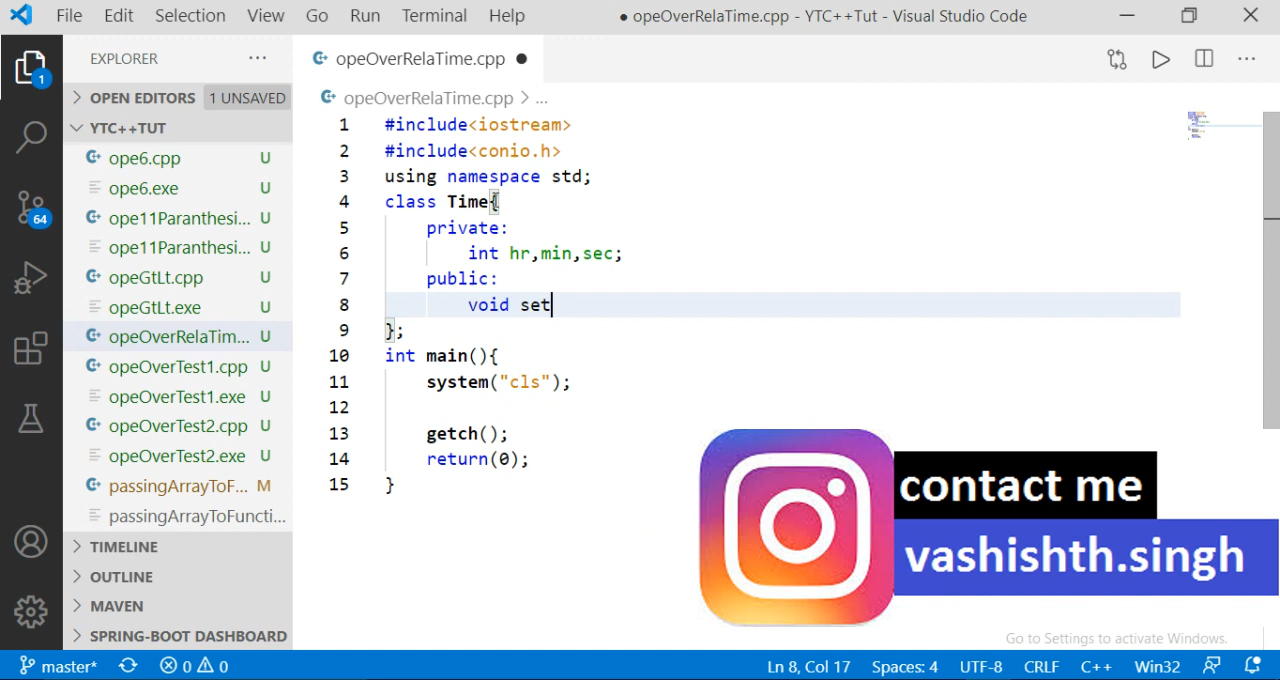 File Edit Selection View Go Run Terminal Help ● opeOverRelaTime.cpp - YTC++Tut - Visual Studio Code
EXPLORER ···
opeOverRelaTime.cpp ●
OPEN EDITORS 1 UNSAVED
opeOverRelaTime.cpp > ...
YTC++TUT
ope6.cpp U
ope6.exe U
ope11Paranthesi... U
ope11Paranthesi... U
opeGtLt.cpp U
opeGtLt.exe U
opeOverRelaTim... U
opeOverTest1.cpp U
opeOverTest1.exe U
opeOverTest2.cpp U
opeOverTest2.exe U
passingArrayToF... M
passingArrayToFuncti...
TIMELINE
OUTLINE
MAVEN
SPRING-BOOT DASHBOARD
1
64
1 #include<iostream>
2 #include<conio.h>
3 using namespace std;
4 class Time{
5 private:
6 int hr,min,sec;
7 public:
8 void set
9 };
10 int main(){
11 system("cls");
12
13 getch();
14 return(0);
15 }
contact me
vashishth.singh
Go to Settings to activate Windows.
master* 0 0 Ln 8, Col 17 Spaces: 4 UTF-8 CRLF C++ Win32